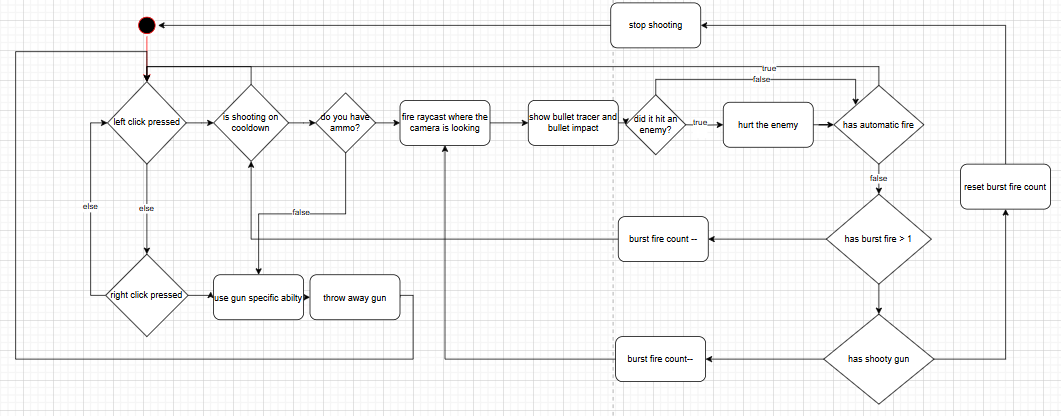 stop shooting
true
false
left click pressed
is shooting on
cooldown
do you have
ammo?
fire raycast where the
camera is looking
show bullet tracer and
bullet impact
did it hit an
enemy?
true
hurt the enemy
has automatic fire
false
reset burst fire count
else
else
false
burst fire count --
has burst fire > 1
right click pressed
use gun specific abilty
throw away gun
burst fire count--
has shooty gun